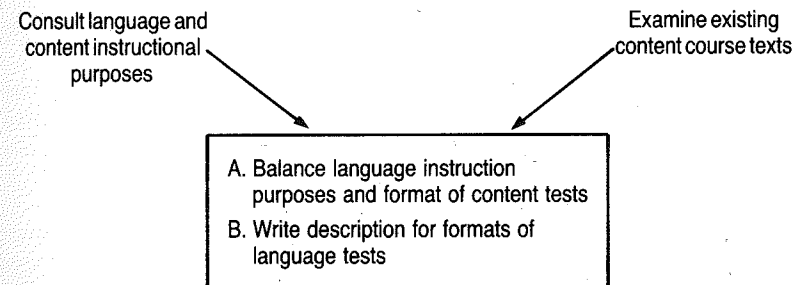 Consult language and
content instructional
purposes
Examine existing
content course texts
A. Balance language instruction
purposes and format of content tests
B. Write description for formats of
language tests